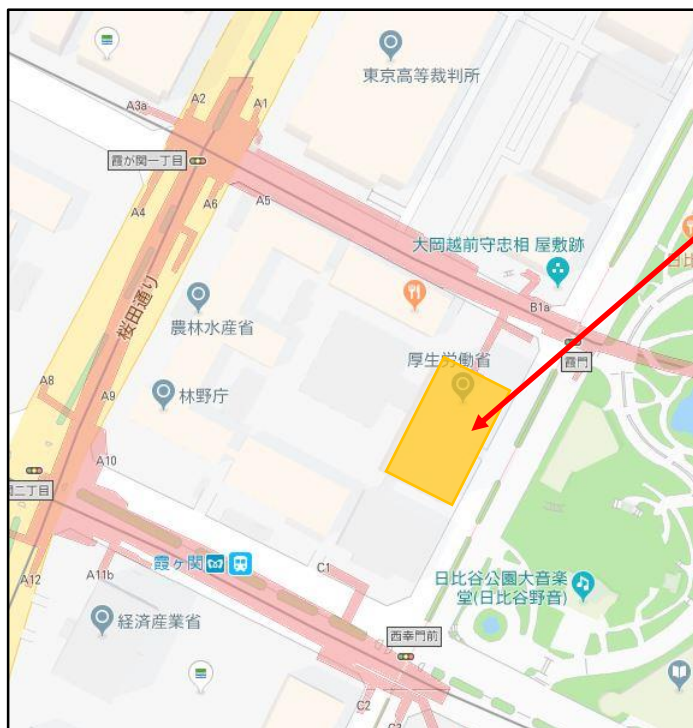 東京高等裁判所
A3a
A2
A1
霞が関一丁目
A4
A6
A5
大岡越前守忠相 屋敷跡
日比
桜田通り
農林水産省
B1a
霞門
厚生労働省
A8
林野庁
A9
A10
二丁目
霞ケ関
A12
A11b
C1
日比谷公園大音楽
堂(日比谷野音)
経済産業省
西幸門前
C2
C3